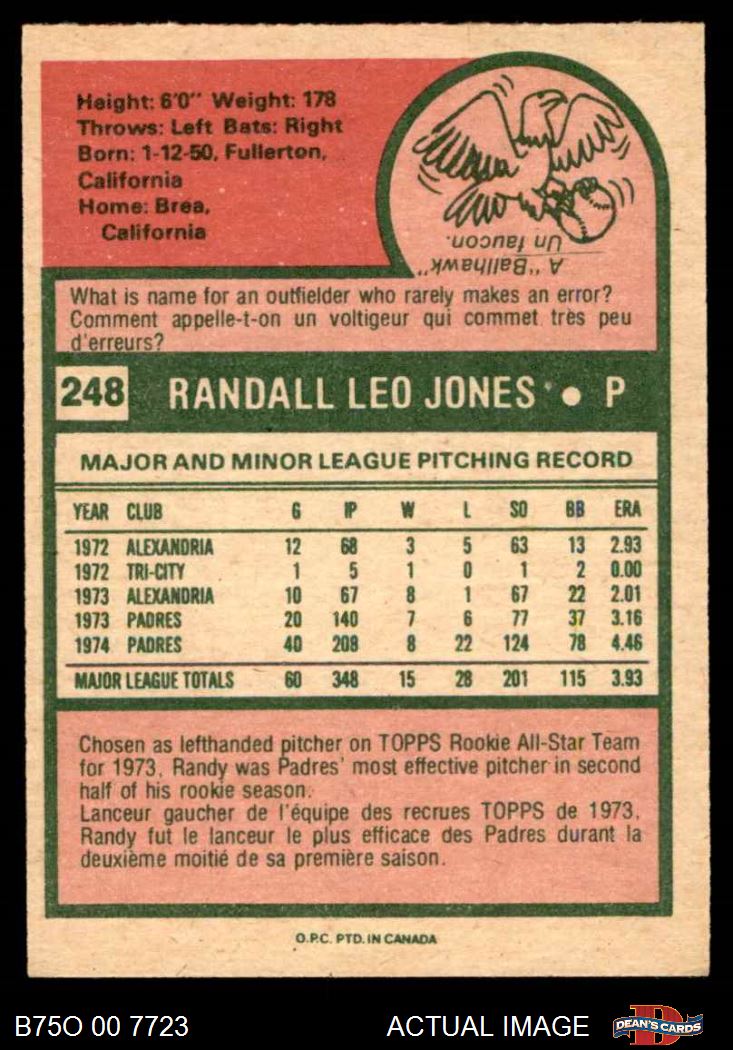 Height: 6'0" Weight: 178
Throws: Left Bats: Right
Born: 1-12-50, Fullerton,
California
Home: Brea,
California
A "Ballhawk".
Un faucon.
What is name for an outfielder who rarely makes an error?
Comment appelle-t-on un voltigeur qui commet très peu
d'erreurs?
248 RANDALL LEO JONES • P
MAJOR AND MINOR LEAGUE PITCHING RECORD
YEAR CLUB G IP W L SO BB ERA
1972 ALEXANDRIA 12 68 3 5 63 13 2.93
1972 TRI-CITY 1 5 1 0 1 2 0.00
1973 ALEXANDRIA 10 67 8 1 67 22 2.01
1973 PADRES 20 140 7 6 77 37 3.16
1974 PADRES 40 208 8 22 124 78 4.46
MAJOR LEAGUE TOTALS 60 348 15 28 201 115 3.93
Chosen as lefthanded pitcher on TOPPS Rookie All-Star Team
for 1973, Randy was Padres' most effective pitcher in second
half of his rookie season.
Lanceur gaucher de l'équipe des recrues TOPPS de 1973,
Randy fut le lanceur le plus efficace des Padres durant la
deuxième moitié de sa première saison.
O.P.C. PTD. IN CANADA
B75O 00 7723 ACTUAL IMAGE D DEAN'S CARDS